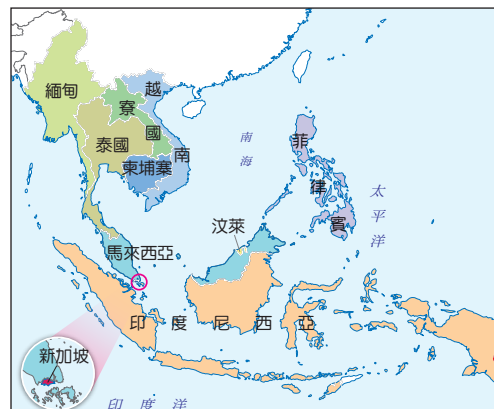 緬甸
越南
寮國
泰國
柬埔寨
南海
菲律賓
太平洋
汶萊
馬來西亞
印度尼西亞
新加坡
印度洋